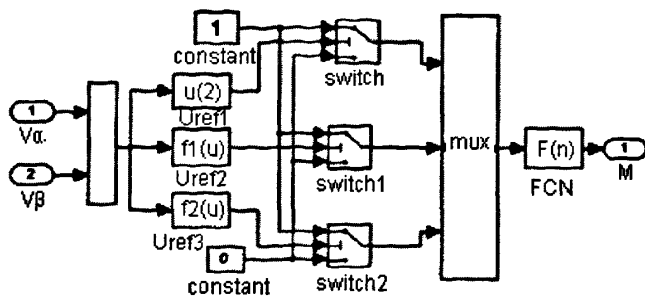 1
constant
switch
1
Vα
u(2)
Uref1
f1(u)
Uref2
switch1
mux
F(n)
FCN
1
M
2
Vβ
f2(u)
Uref3
0
constant
switch2